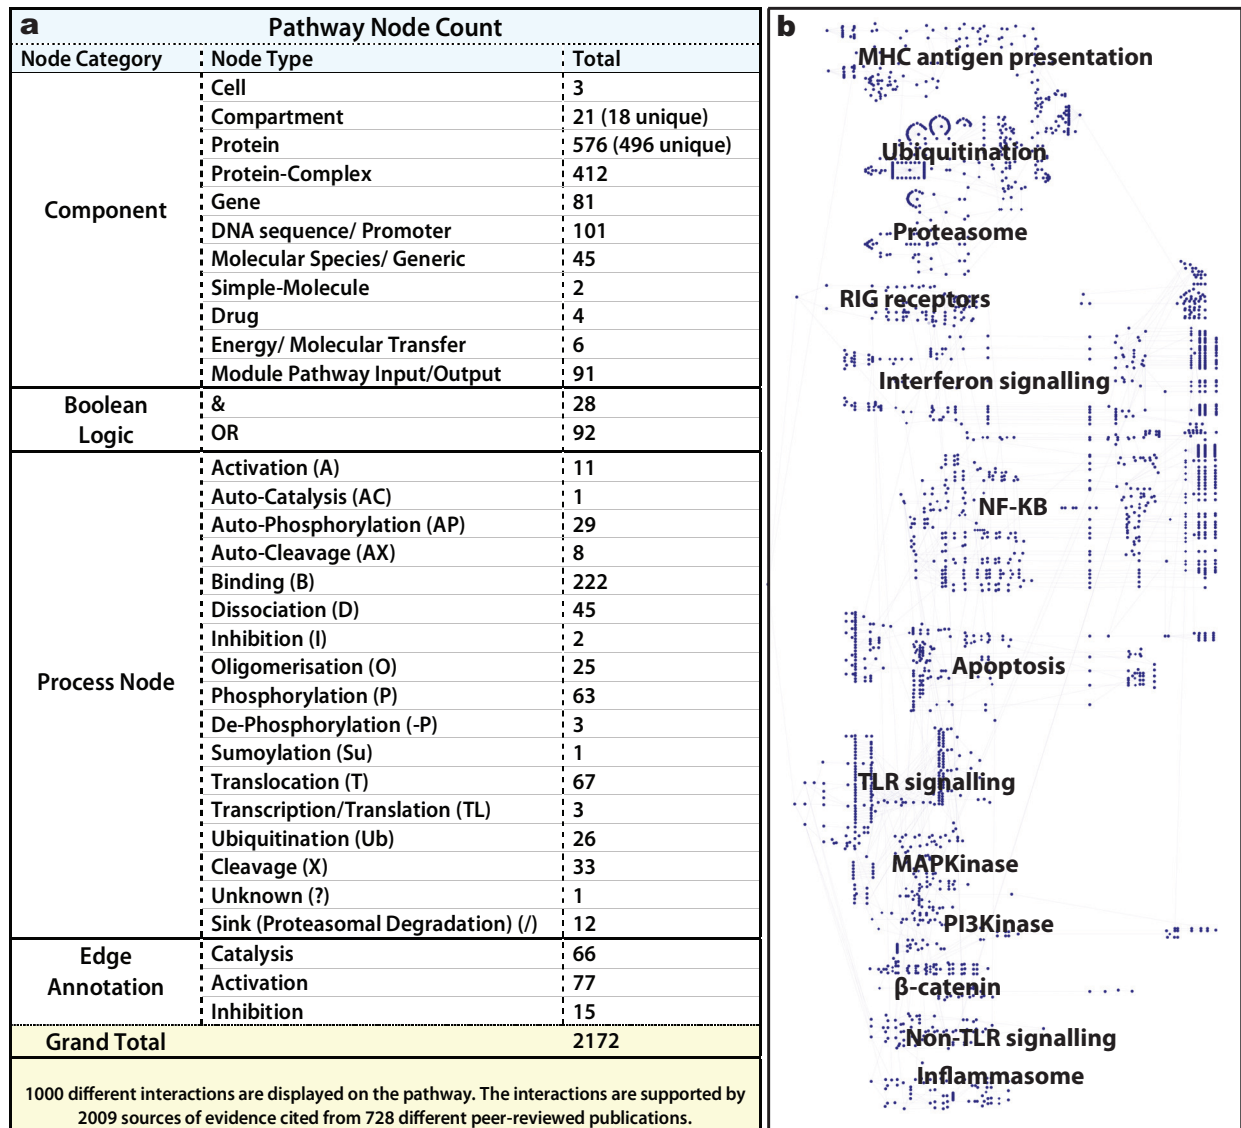 a
Pathway Node Count
Node Category Node Type Total
Component
Cell 3
Compartment 21 (18 unique)
Protein 576 (496 unique)
Protein-Complex 412
Gene 81
DNA sequence/ Promoter 101
Molecular Species/ Generic 45
Simple-Molecule 2
Drug 4
Energy/ Molecular Transfer 6
Module Pathway Input/Output 91
Boolean
Logic
& 28
OR 92
Process Node
Activation (A) 11
Auto-Catalysis (AC) 1
Auto-Phosphorylation (AP) 29
Auto-Cleavage (AX) 8
Binding (B) 222
Dissociation (D) 45
Inhibition (I) 2
Oligomerisation (O) 25
Phosphorylation (P) 63
De-Phosphorylation (-P) 3
Sumoylation (Su) 1
Translocation (T) 67
Transcription/Translation (TL) 3
Ubiquitination (Ub) 26
Cleavage (X) 33
Unknown (?) 1
Sink (Proteasomal Degradation) (/) 12
Edge
Annotation
Catalysis 66
Activation 77
Inhibition 15
Grand Total 2172
1000 different interactions are displayed on the pathway. The interactions are supported by
2009 sources of evidence cited from 728 different peer-reviewed publications.
b
MHC antigen presentation
Ubiquitination
Proteasome
RIG receptors
Interferon signalling
NF-KB
Apoptosis
TLR signalling
MAPKinase
PI3Kinase
β-catenin
Non-TLR signalling
Inflammasome